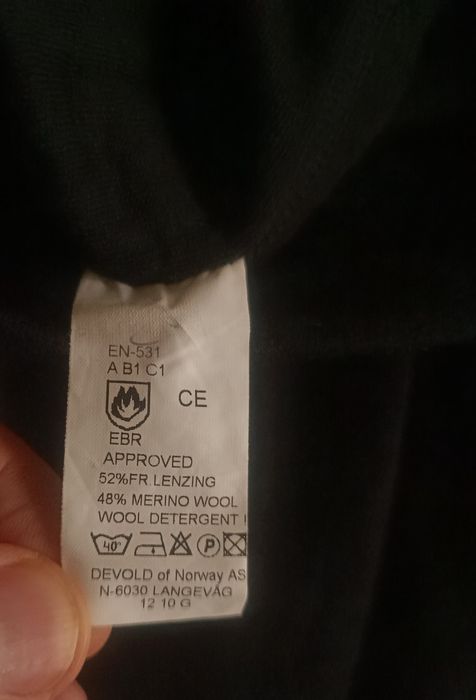 EN-531
A B1 C1
CE
EBR
APPROVED
52%FR.LENZING
48% MERINO WOOL
WOOL DETERGENT !
40° P
DEVOLD of Norway AS
N-6030 LANGEVÅG
12 10 G